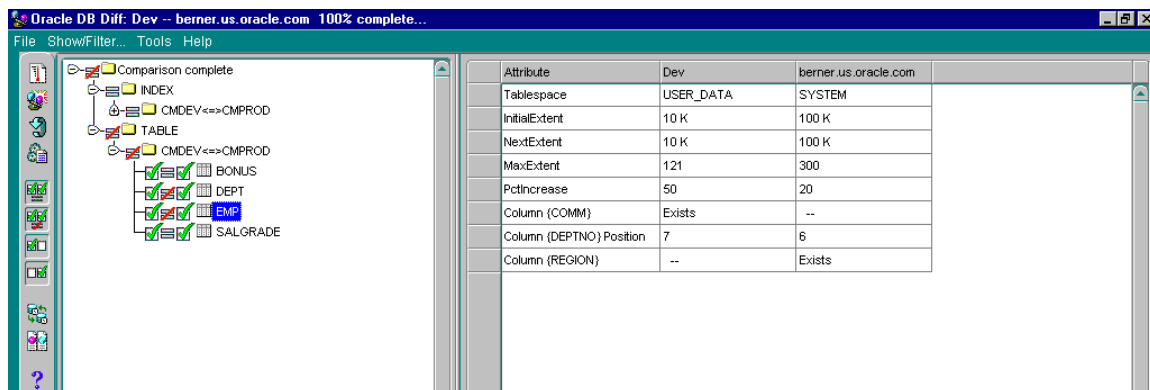 Oracle DB Diff: Dev -- berner.us.oracle.com 100% complete...
File Show/Filter... Tools Help
Comparison complete
INDEX
CMDEV<=>CMPROD
TABLE
CMDEV<=>CMPROD
BONUS
DEPT
EMP
SALGRADE
Attribute Dev berner.us.oracle.com
Tablespace USER_DATA SYSTEM
InitialExtent 10 K 100 K
NextExtent 10 K 100 K
MaxExtent 121 300
PctIncrease 50 20
Column {COMM} Exists --
Column {DEPTNO} Position 7 6
Column {REGION} -- Exists
?